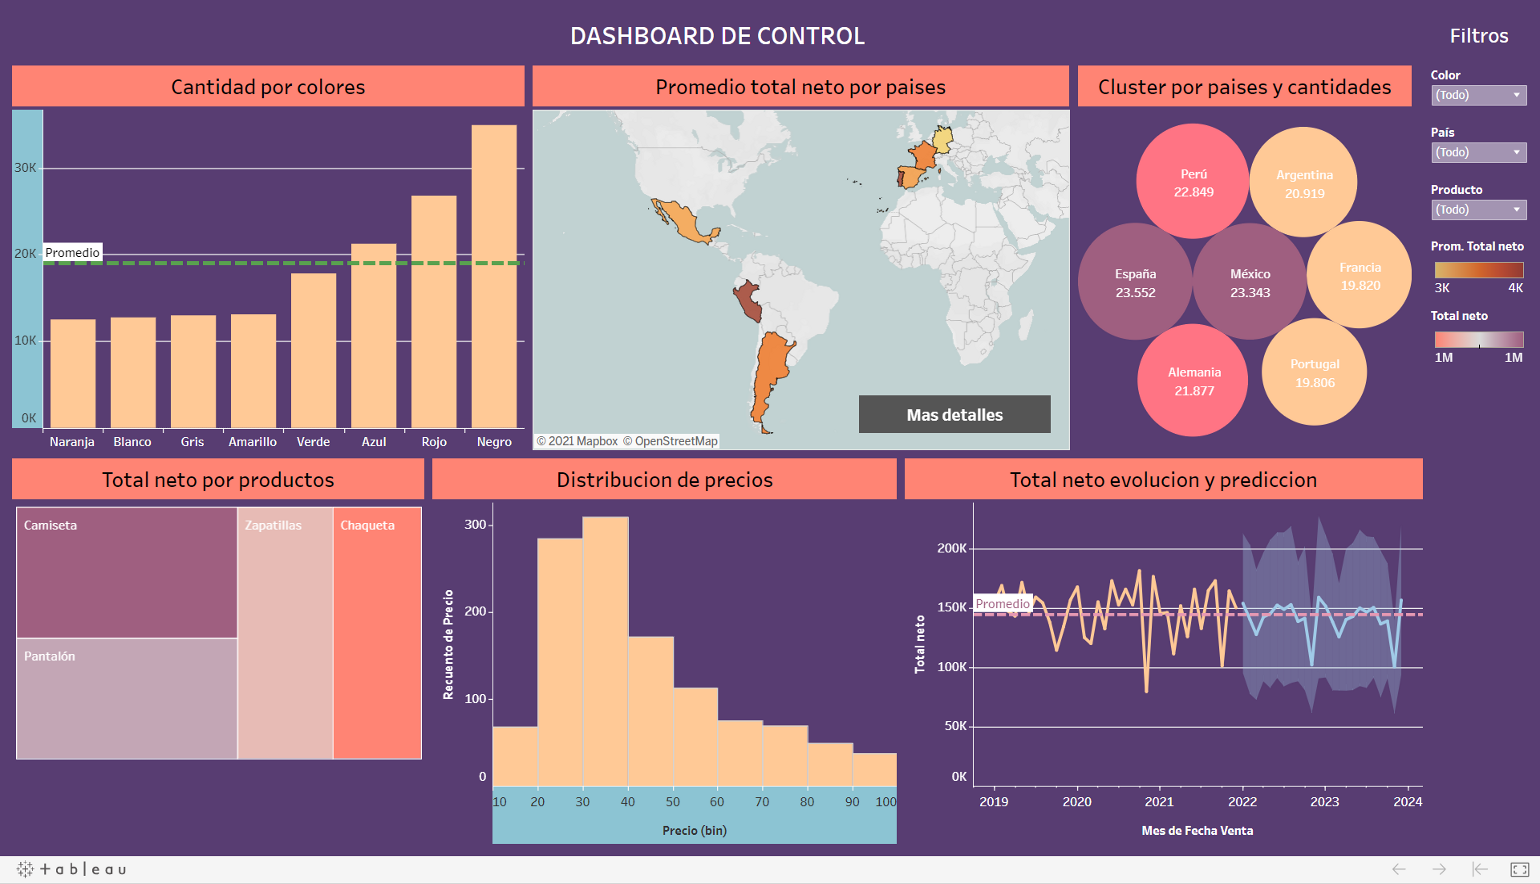 DASHBOARD DE CONTROL
Filtros
Cantidad por colores
30K
Promedio
20K
10K
0K
Naranja
Blanco
Gris
Amarillo
Verde
Azul
Rojo
Negro
Promedio total neto por paises
Mas detalles
© 2021 Mapbox © OpenStreetMap
Cluster por paises y cantidades
Perú
22.849
Argentina
20.919
España
23.552
México
23.343
Francia
19.820
Alemania
21.877
Portugal
19.806
Color
(Todo)
País
(Todo)
Producto
(Todo)
Prom. Total neto
3K
4K
Total neto
1M
1M
Total neto por productos
Camiseta
Pantalón
Zapatillas
Chaqueta
Distribucion de precios
Recuento de Precio
300
200
100
0
10
20
30
40
50
60
70
80
90
100
Precio (bin)
Total neto evolucion y prediccion
Total neto
200K
150K
Promedio
100K
50K
0K
2019
2020
2021
2022
2023
2024
Mes de Fecha Venta
tableau